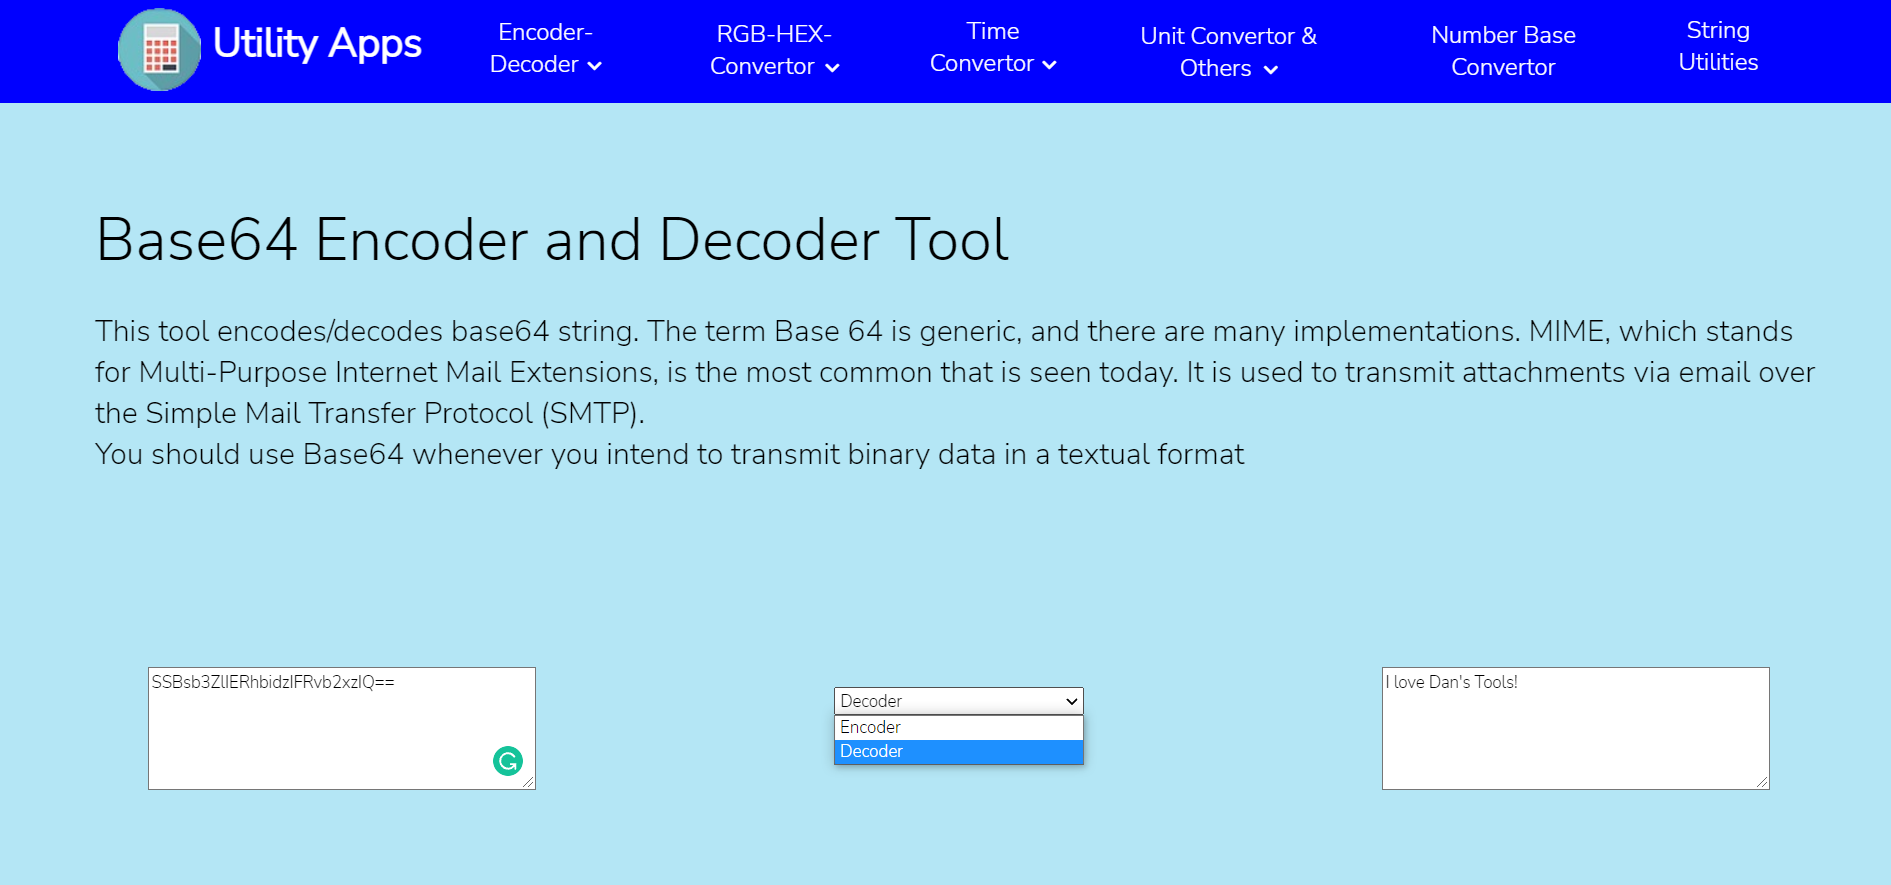 Utility Apps
Encoder-
Decoder
RGB-HEX-
Convertor
Time
Convertor
Unit Convertor &
Others
Number Base
Convertor
String
Utilities
Base64 Encoder and Decoder Tool
This tool encodes/decodes base64 string. The term Base 64 is generic, and there are many implementations. MIME, which stands
for Multi-Purpose Internet Mail Extensions, is the most common that is seen today. It is used to transmit attachments via email over
the Simple Mail Transfer Protocol (SMTP).
You should use Base64 whenever you intend to transmit binary data in a textual format
SSBsb3ZlIERhbidzIFRvb2xzIQ==
Decoder
Encoder
Decoder
I love Dan's Tools!